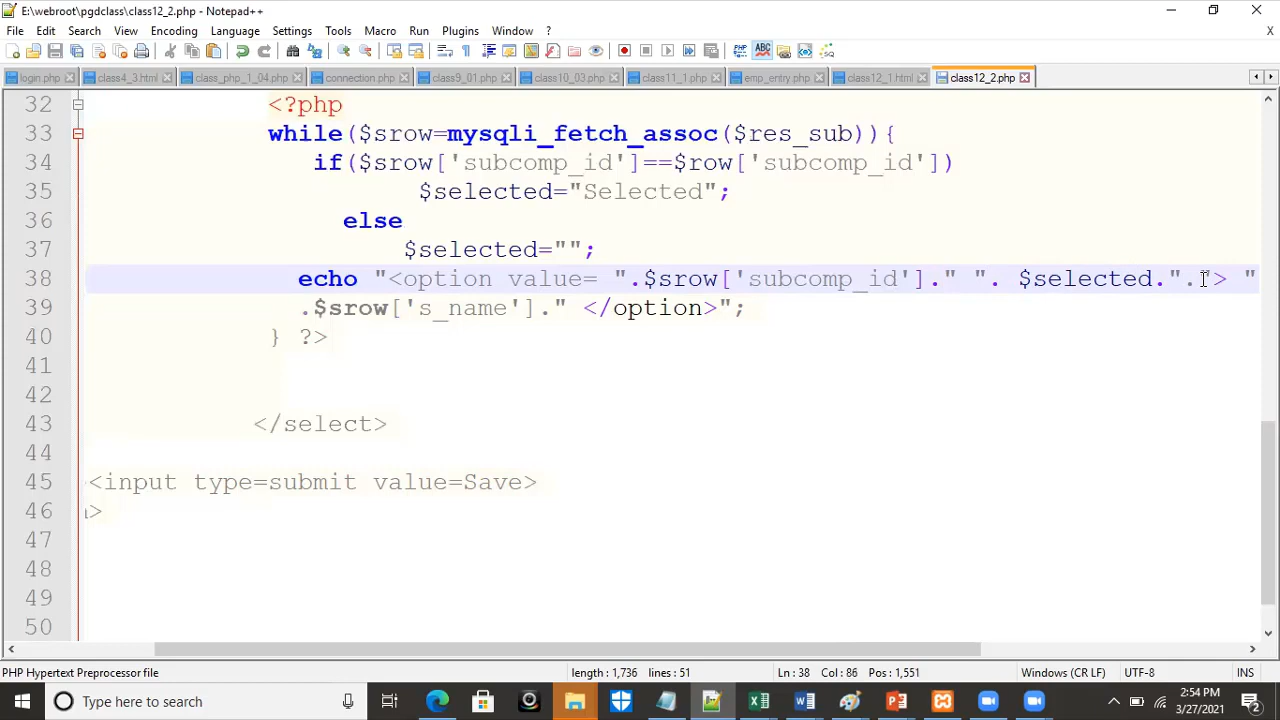 E:\webroot\pgdclass\class12_2.php - Notepad++
File Edit Search View Encoding Language Settings Tools Macro Run Plugins Window ? X
login.php class4_3.html class_php_1_04.php connection.php class9_01.php class10_03.php class11_1.php emp_entry.php class12_1.html class12_2.php
32 <?php
33 while($srow=mysqli_fetch_assoc($res_sub)){
34 if($srow['subcomp_id']==$row['subcomp_id'])
35 $selected="Selected";
36 else
37 $selected="";
38 echo "<option value= ".$srow['subcomp_id']." ". $selected.". > "
39 .$srow['s_name']." </option>";
40 } ?>
41
42
43 </select>
44
45 <input type=submit value=Save>
46 >
47
48
49
50
PHP Hypertext Preprocessor file length : 1,736 lines : 51 Ln : 38 Col : 86 Pos : 1,551 Windows (CR LF) UTF-8 INS
Type here to search
2:54 PM
3/27/2021
2